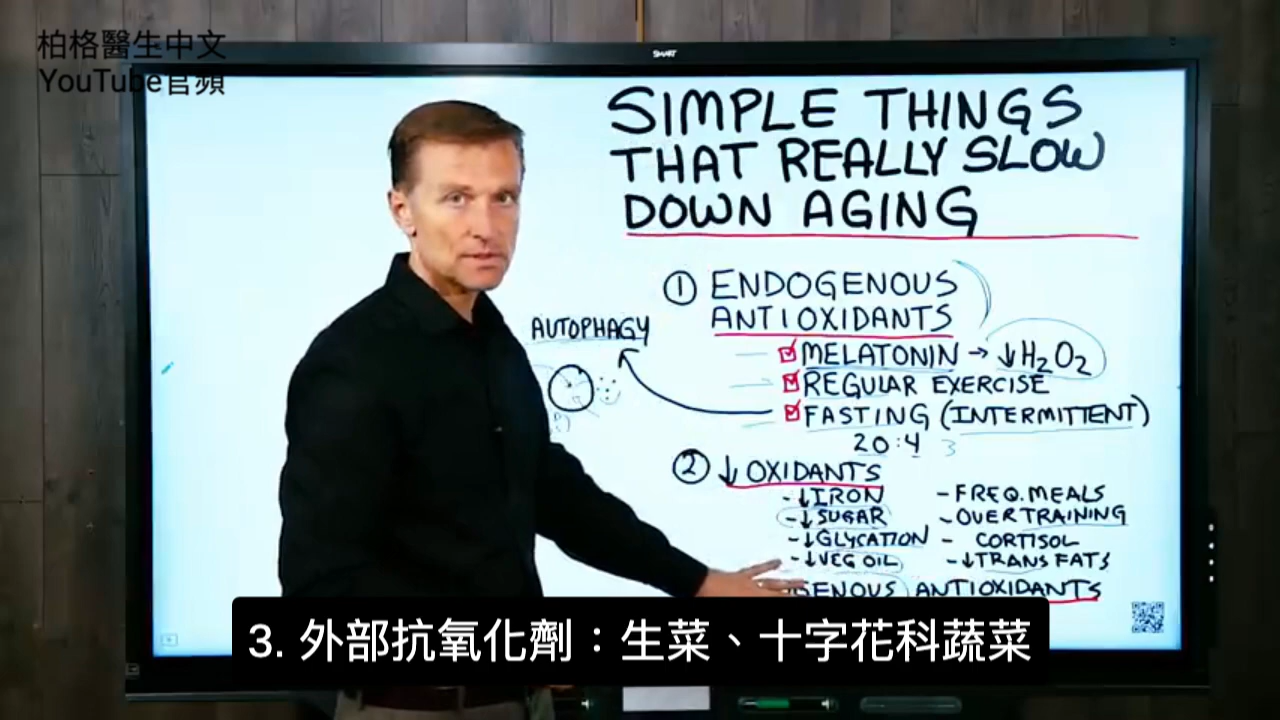 柏格醫生中文
YouTube官頻
SMART
SIMPLE THINGS
THAT REALLY SLOW
DOWN AGING
① ENDOGENOUS
ANTIOXIDANTS
AUTOPHAGY
☑ MELATONIN → ↓H₂O₂
☑ REGULAR EXERCISE
☑ FASTING (INTERMITTENT)
20:4 3
② ↓ OXIDANTS
- ↓IRON
- ↓SUGAR
- ↓GLYCATION
- ↓VEG OIL
- FREQ. MEALS
- OVERTRAINING
- CORTISOL
- ↓TRANS FATS
GENOUS ANTIOXIDANTS
3. 外部抗氧化劑：生菜、十字花科蔬菜